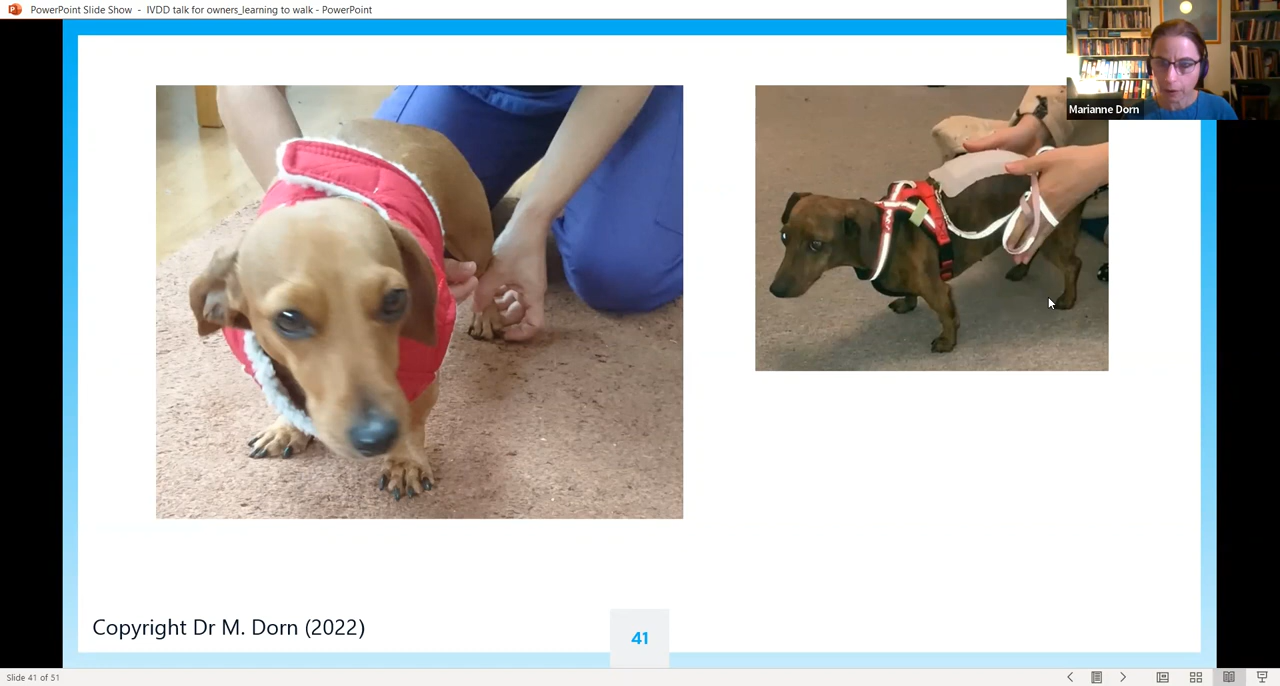 PowerPoint Slide Show - IVDD talk for owners_learning to walk - PowerPoint
Marianne Dorn
Copyright Dr M. Dorn (2022)
41
Slide 41 of 51